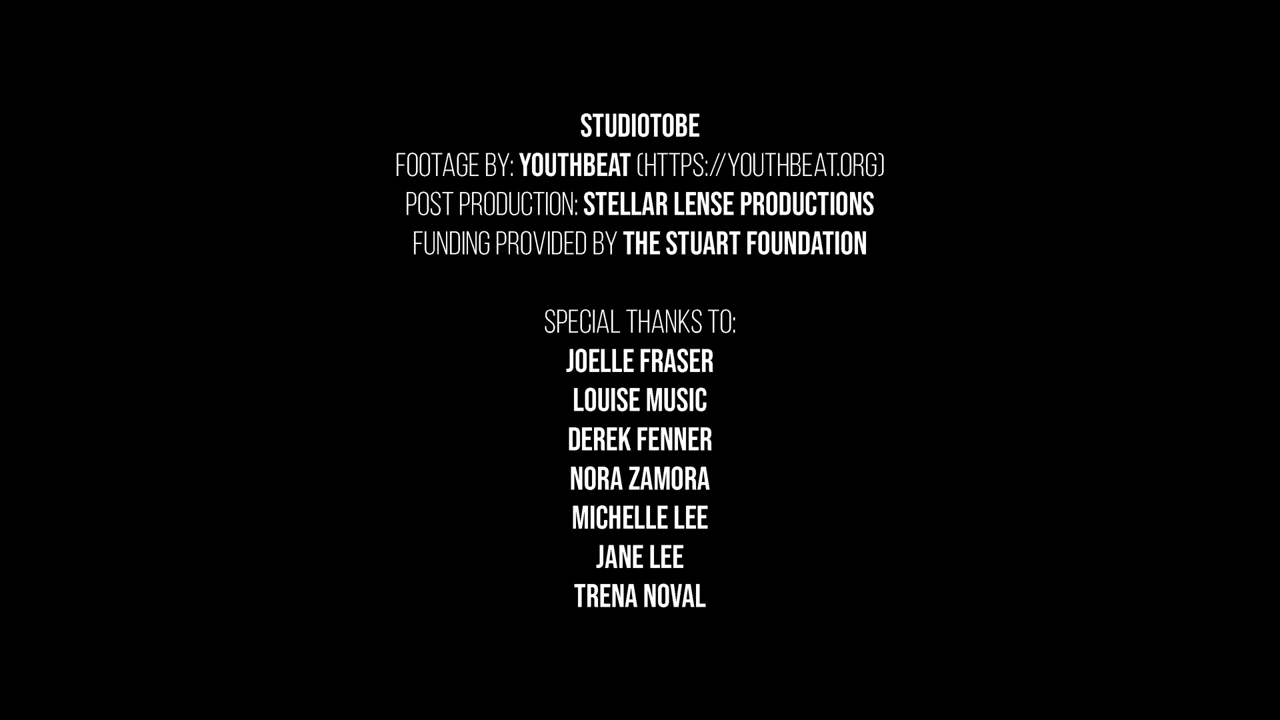 STUDIOTOBE
FOOTAGE BY: YOUTHBEAT (HTTPS://YOUTHBEAT.ORG)
POST PRODUCTION: STELLAR LENSE PRODUCTIONS
FUNDING PROVIDED BY THE STUART FOUNDATION
SPECIAL THANKS TO:
JOELLE FRASER
LOUISE MUSIC
DEREK FENNER
NORA ZAMORA
MICHELLE LEE
JANE LEE
TRENA NOVAL